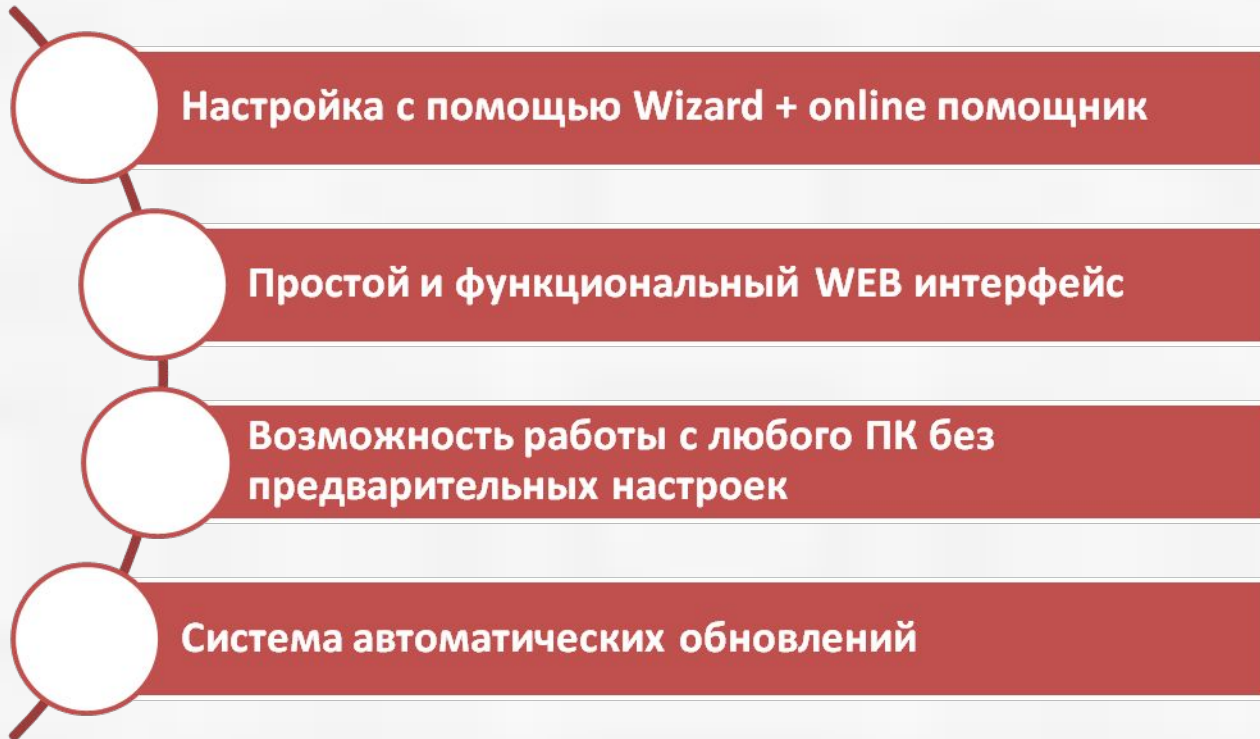 Настройка с помощью Wizard + online помощник
Простой и функциональный WEB интерфейс
Возможность работы с любого ПК без
предварительных настроек
Система автоматических обновлений